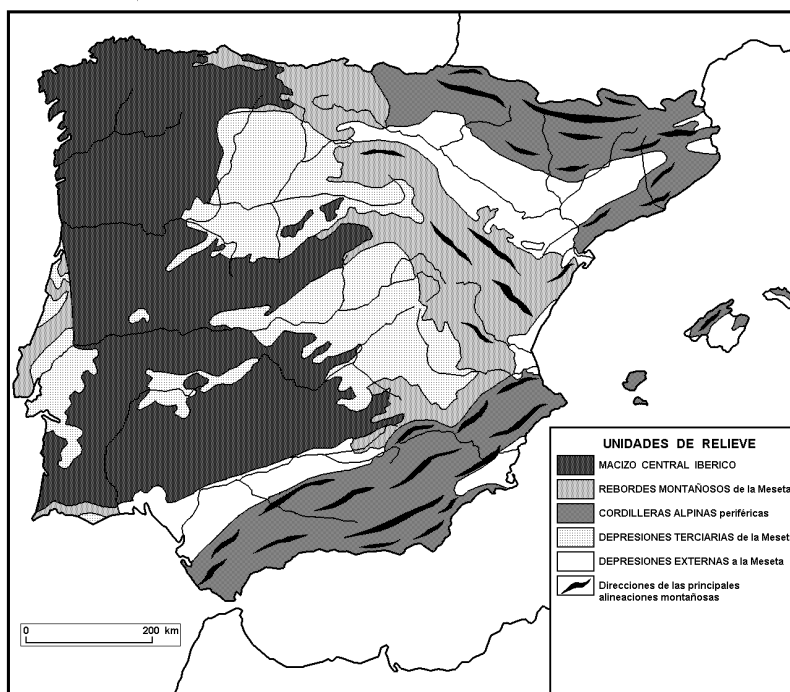 UNIDADES DE RELIEVE
MACIZO CENTRAL IBERICO
REBORDES MONTAÑOSOS de la Meseta
CORDILLERAS ALPINAS periféricas
DEPRESIONES TERCIARIAS de la Meset
DEPRESIONES EXTERNAS a la Meseta
Direcciones de las principales
alineaciones montañosas
0 200 km